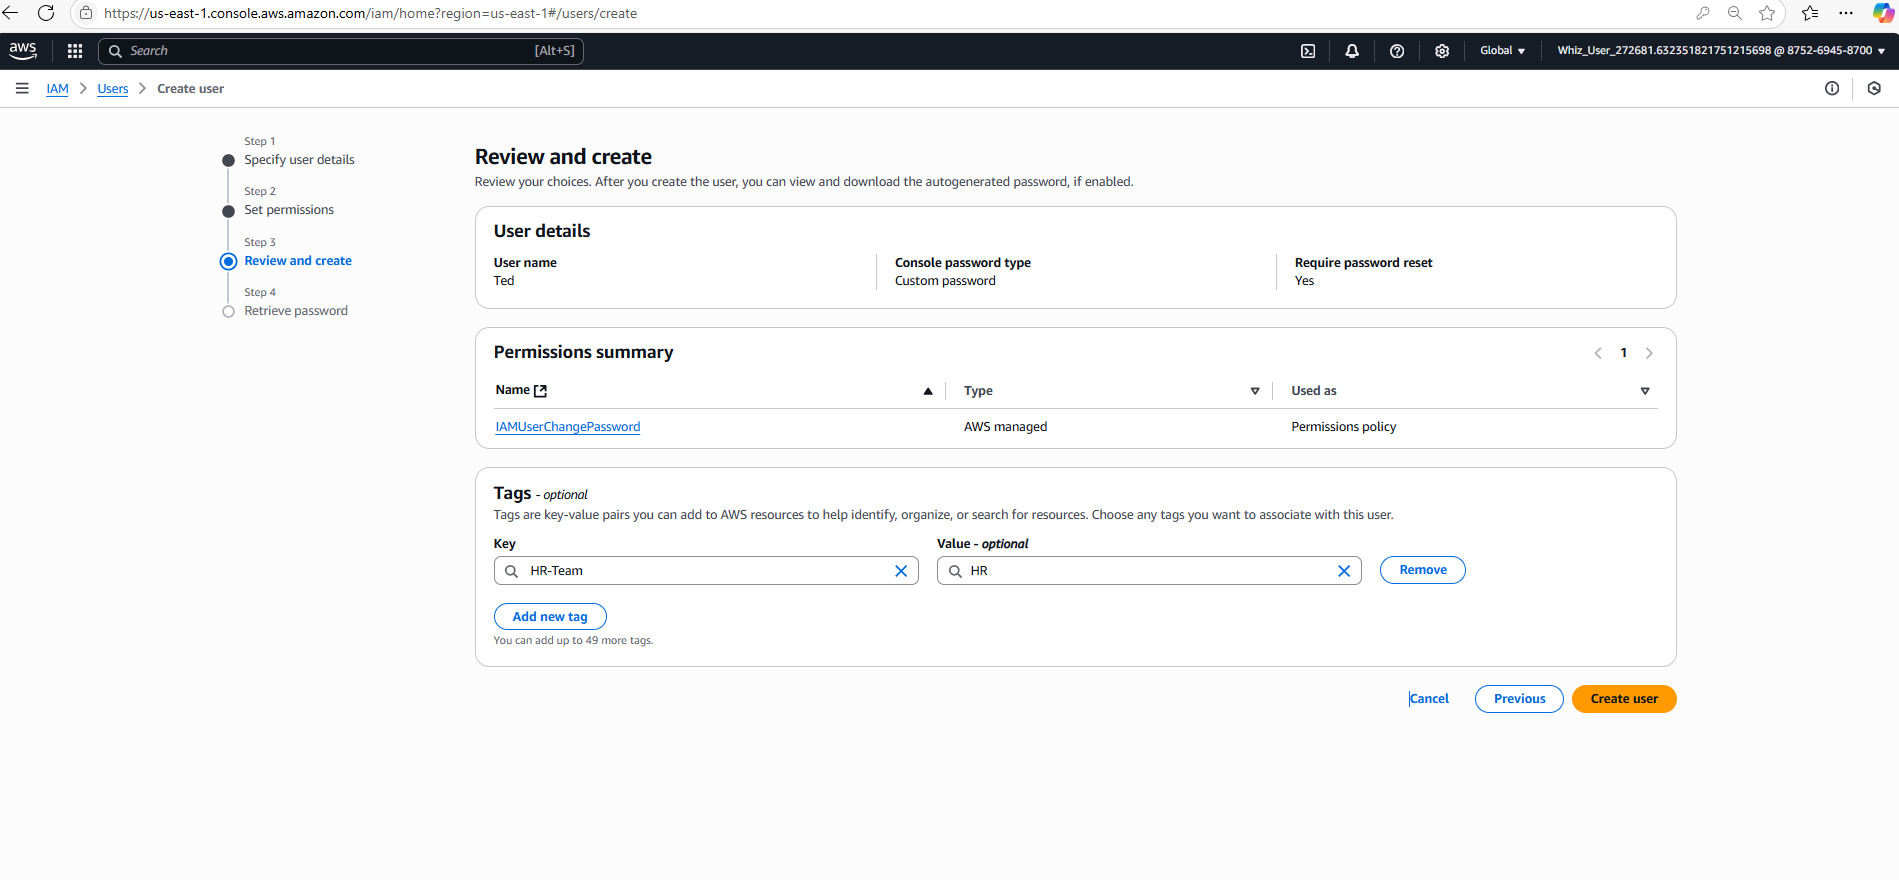 https://us-east-1.console.aws.amazon.com/iam/home?region=us-east-1#/users/create
aws Search [Alt+S] Global Whiz_User_272681.632351821751215698 @ 8752-6945-8700
IAM Users Create user
Step 1
Specify user details
Step 2
Set permissions
Step 3
Review and create
Step 4
Retrieve password
Review and create
Review your choices. After you create the user, you can view and download the autogenerated password, if enabled.
User details
User name Console password type Require password reset
Ted Custom password Yes
Permissions summary 1
Name Type Used as
IAMUserChangePassword AWS managed Permissions policy
Tags - optional
Tags are key-value pairs you can add to AWS resources to help identify, organize, or search for resources. Choose any tags you want to associate with this user.
Key Value - optional
HR-Team HR Remove
Add new tag
You can add up to 49 more tags.
Cancel Previous Create user